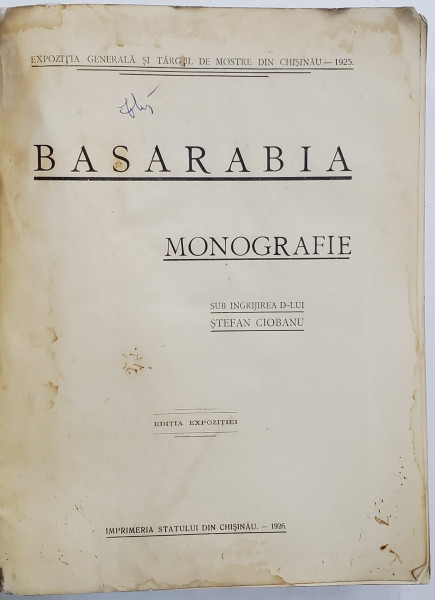 EXPOZIȚIA GENERALĂ ȘI TÂRGUL DE MOSTRE DIN CHIȘINĂU.—1925.
BASARABIA
MONOGRAFIE
SUB INGRIJIREA D-LUI
ȘTEFAN CIOBANU
EDIȚIA EXPOZIȚIEI
IMPRIMERIA STATULUI DIN CHIȘINĂU. — 1926.